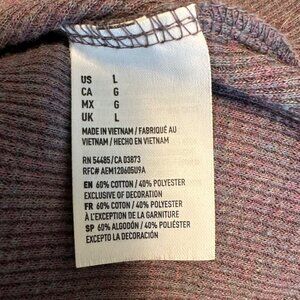 US L
CA G
MX G
UK L
MADE IN VIETNAM / FABRIQUÉ AU
VIETNAM / HECHO EN VIETNAM
RN 54485/CA 03873
RFC# AEM120605U9A
EN 60% COTTON / 40% POLYESTER
EXCLUSIVE OF DECORATION
FR 60% COTON / 40% POLYESTER
À L'EXCEPTION DE LA GARNITURE
SP 60% ALGODÓN / 40% POLIÉSTER
EXCEPTO LA DECORACIÓN